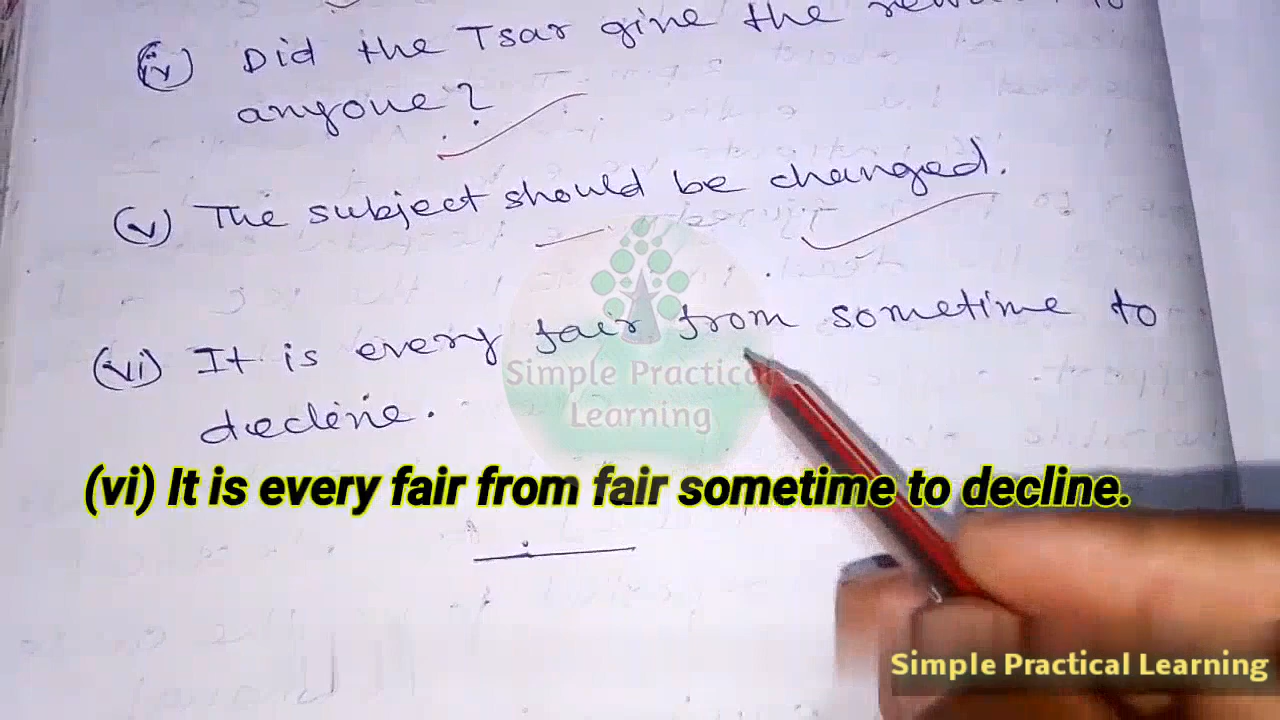 (iv) Did the Tsar give the
anyone?
(v) The subject should be changed.
(vi) It is every fair from sometime to
decline.
Simple Practical
Learning
(vi) It is every fair from fair sometime to decline.
Simple Practical Learning